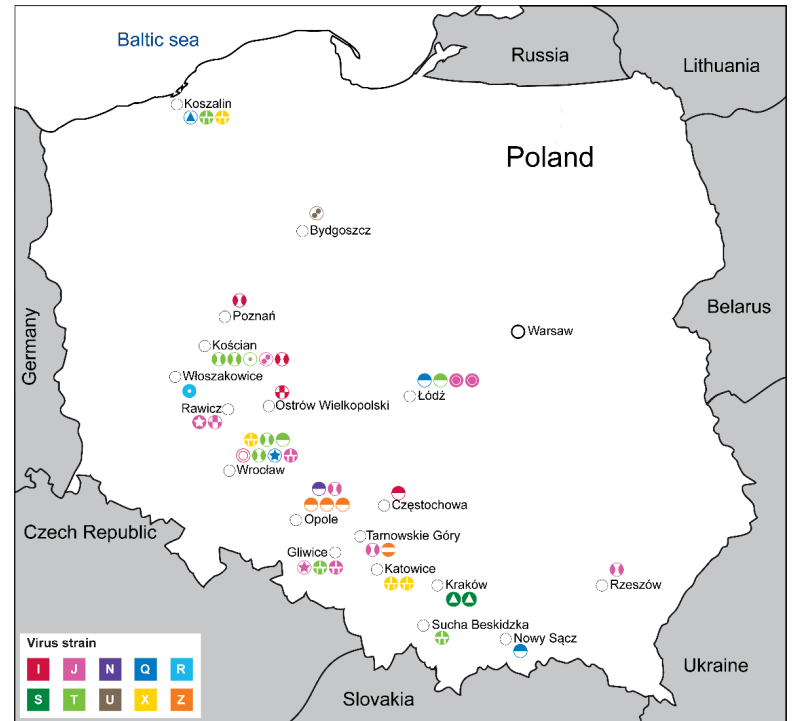 Baltic sea
Russia
Lithuania
Koszalin
Poland
Bydgoszcz
Belarus
Poznań
Warsaw
Germany
Kościan
Włoszakowice
Łódź
Rawicz
Ostrów Wielkopolski
Wrocław
Częstochowa
Opole
Czech Republic
Tarnowskie Góry
Gliwice
Katowice
Kraków
Rzeszów
Sucha Beskidzka
Nowy Sącz
Virus strain
I J N Q R
S T U X Z
Ukraine
Slovakia